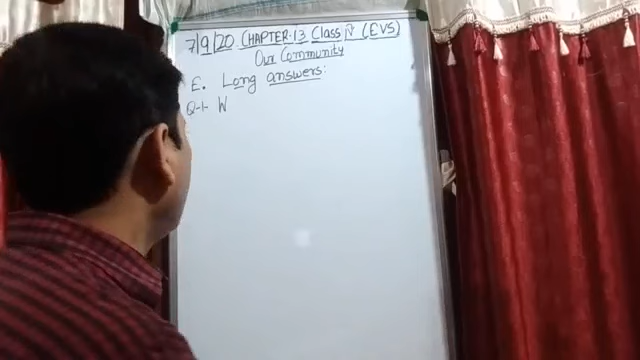 7/9/20 CHAPTER-13 Class IV (EVS)
Our Community
E. Long answers:
Q-1- W